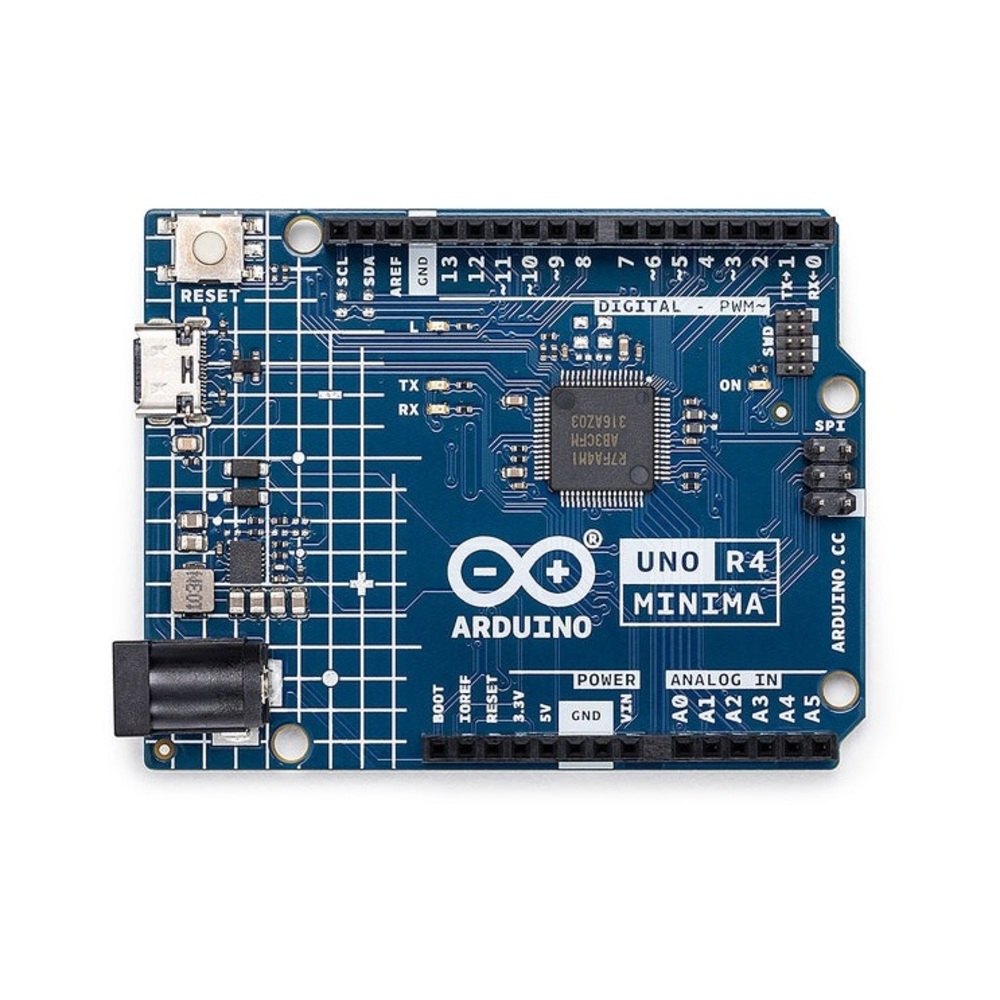 RESET
SCL
SDA
AREF
GND
13
12
~11
~10
~9
8
7
~6
~5
4
~3
2
TX→1
RX←0
DIGITAL - PWM~
L
TX
RX
SWD
ON
SPI
R7FA4M1
AB3CFM
316AZ03
®
UNO R4
MINIMA
ARDUINO
ARDUINO.CC
POWER
ANALOG IN
BOOT
IOREF
RESET
3.3V
5V
GND
VIN
A0
A1
A2
A3
A4
A5